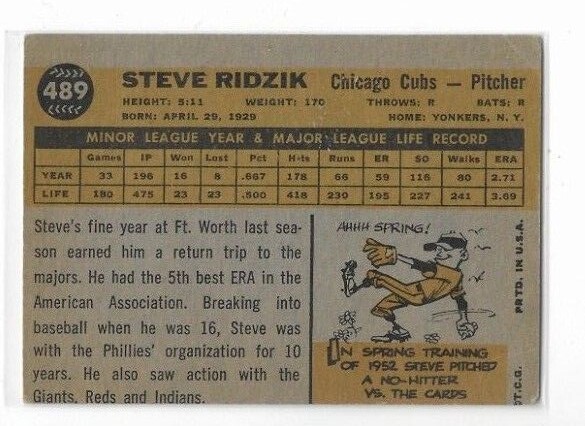 489
STEVE RIDZIK Chicago Cubs — Pitcher
HEIGHT: 5:11 WEIGHT: 170 THROWS: R BATS: R
BORN: APRIL 29, 1929 HOME: YONKERS, N. Y.
MINOR LEAGUE YEAR & MAJOR LEAGUE LIFE RECORD
Games IP Won Lost Pct Hits Runs ER SO Walks ERA
YEAR 33 196 16 8 .667 178 66 59 116 80 2.71
LIFE 180 475 23 23 .500 418 230 195 227 241 3.69
Steve's fine year at Ft. Worth last sea-
son earned him a return trip to the
majors. He had the 5th best ERA in the
American Association. Breaking into
baseball when he was 16, Steve was
with the Phillies' organization for 10
years. He also saw action with the
Giants, Reds and Indians.
AHHH SPRING!
IN SPRING TRAINING
OF 1952 STEVE PITCHED
A NO-HITTER
VS. THE CARDS
©T.C.G. PRTD. IN U.S.A.